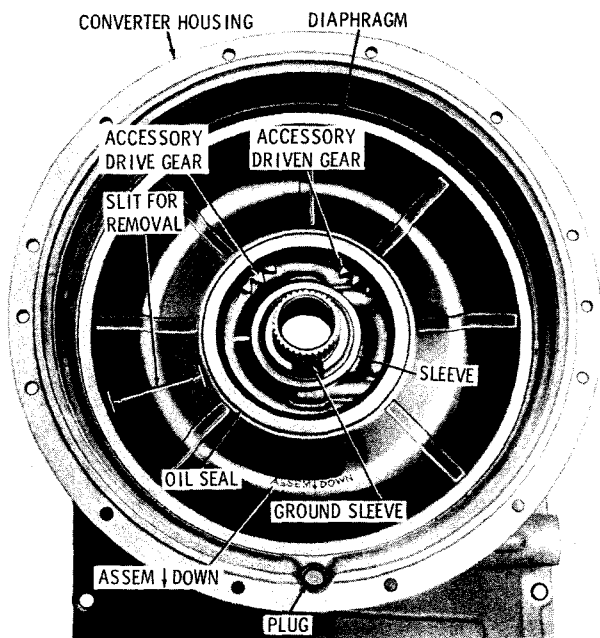 CONVERTER HOUSING
DIAPHRAGM
ACCESSORY
DRIVE GEAR
ACCESSORY
DRIVEN GEAR
SLIT FOR
REMOVAL
SLEEVE
OIL SEAL
ASSEM↓DOWN
GROUND SLEEVE
ASSEM ↓ DOWN
PLUG